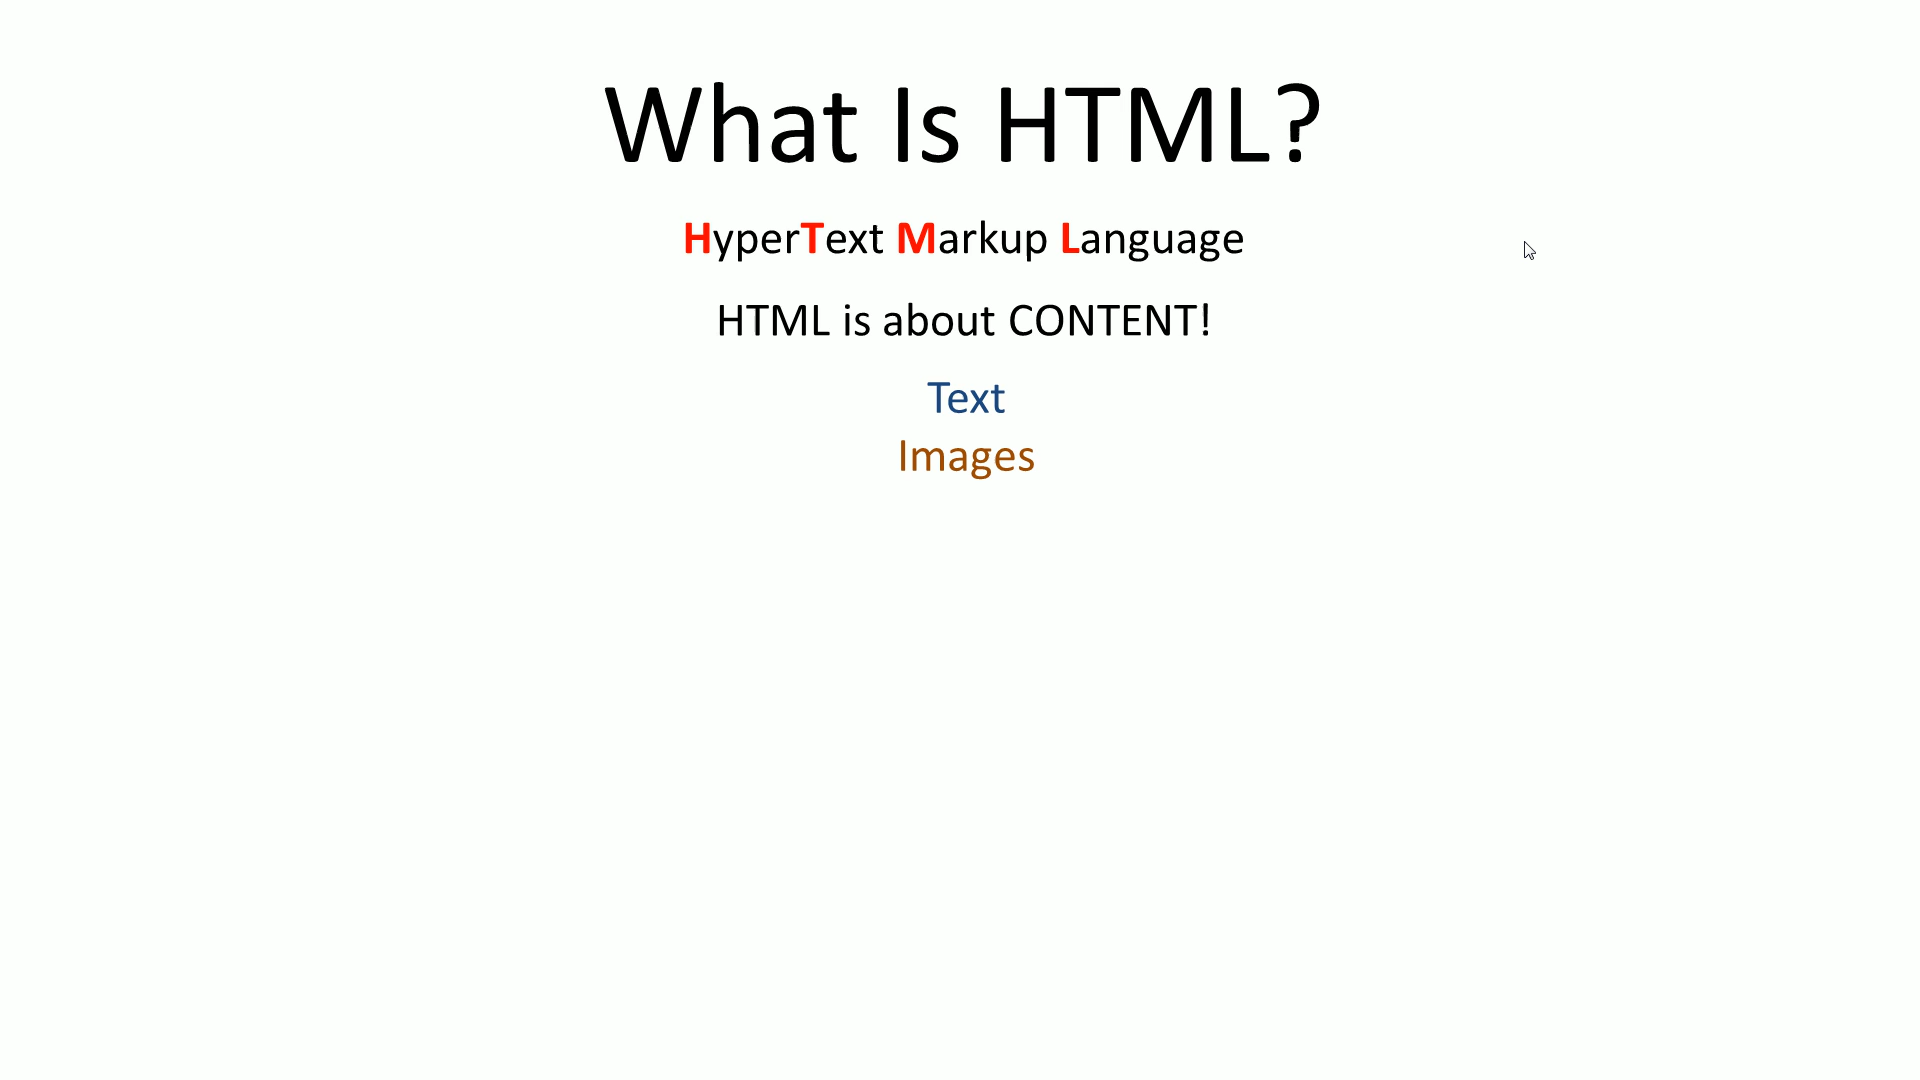 What Is HTML?
HyperText Markup Language
HTML is about CONTENT!
Text
Images